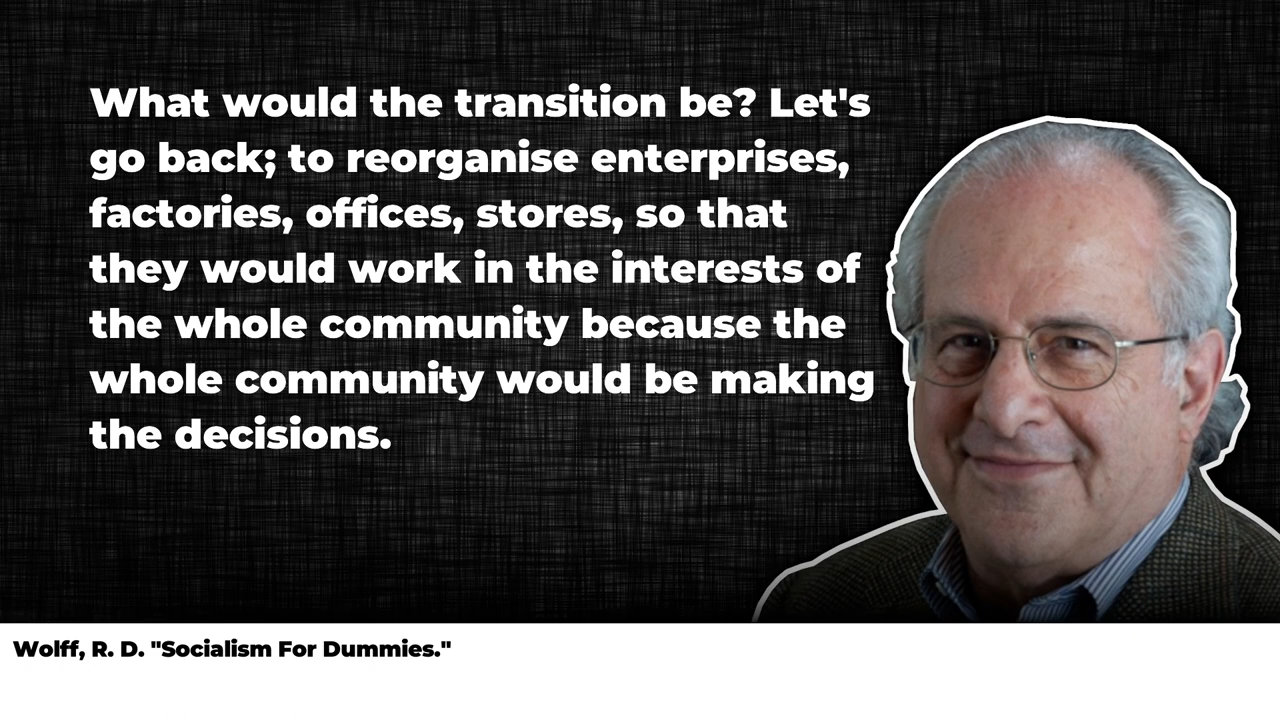 What would the transition be? Let's
go back; to reorganise enterprises,
factories, offices, stores, so that
they would work in the interests of
the whole community because the
whole community would be making
the decisions.
Wolff, R. D. "Socialism For Dummies."